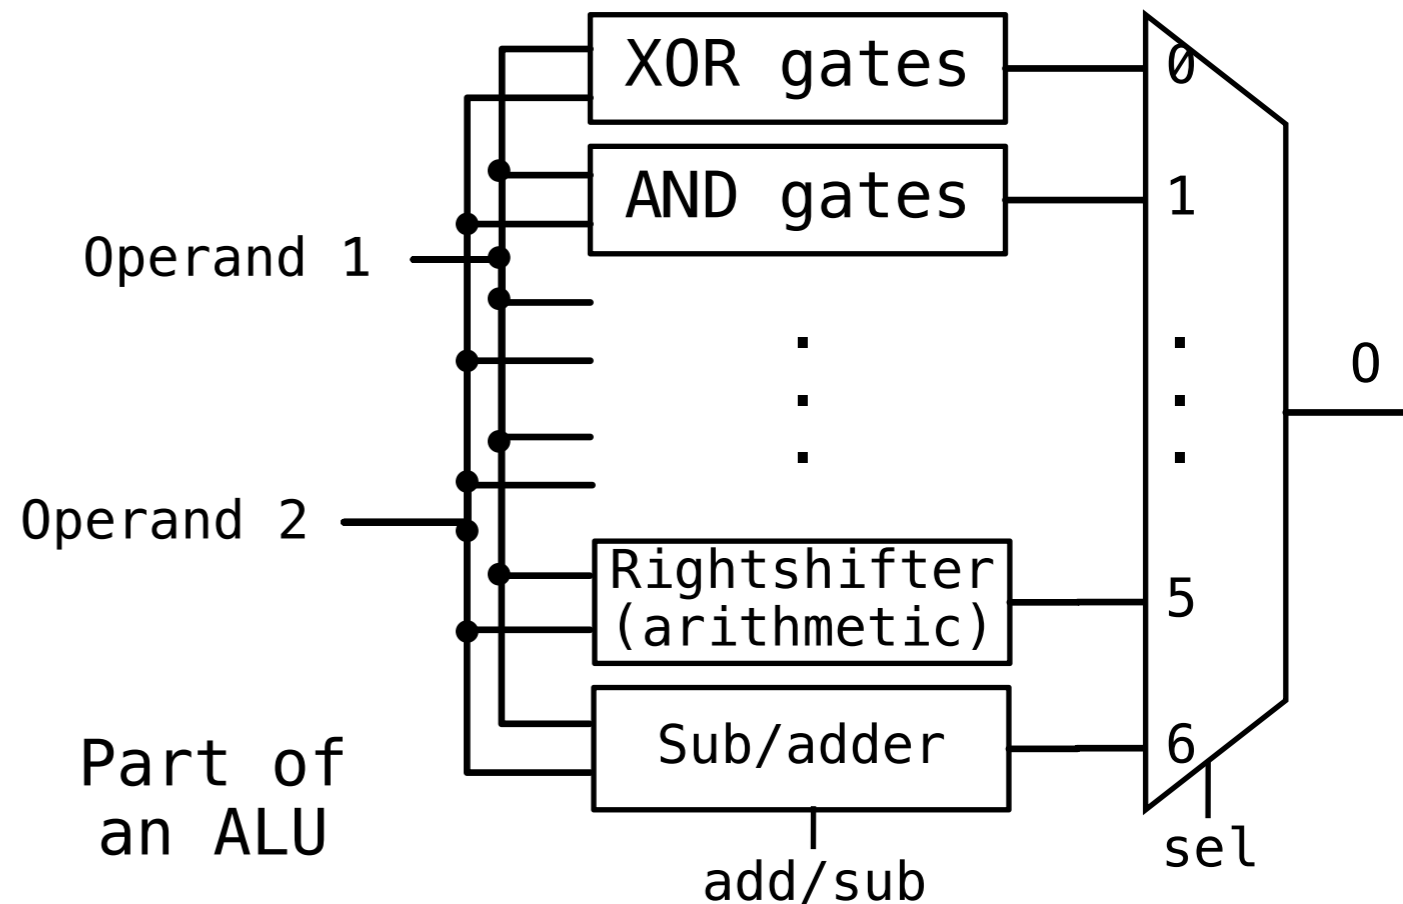 XOR gates
0
AND gates
1
Operand 1
O
Operand 2
Rightshifter
(arithmetic)
5
Sub/adder
6
Part of
an ALU
add/sub
sel